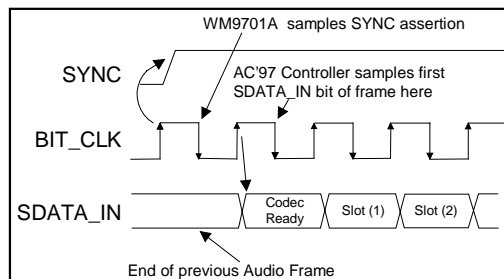 WM9701A samples SYNC assertion
SYNC
AC'97 Controller samples first
SDATA_IN bit of frame here
BIT_CLK
SDATA_IN
Codec
Ready
Slot (1)
Slot (2)
End of previous Audio Frame